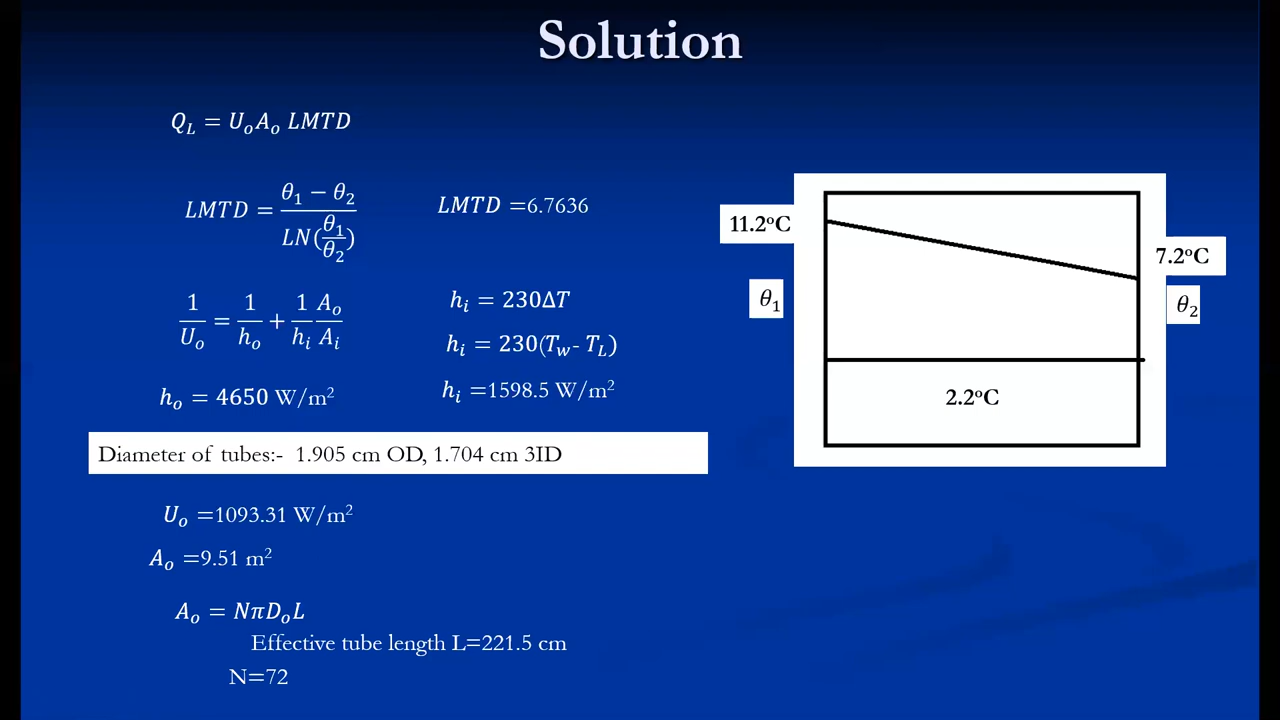 Solution
Q_L = U_o A_o LMTD
LMTD = (θ_1 − θ_2) / LN(θ_1/θ_2)
LMTD =6.7636
1/U_o = 1/h_o + 1/h_i A_o/A_i
h_i = 230ΔT
h_i = 230(T_w- T_L)
h_o = 4650 W/m²
h_i =1598.5 W/m²
Diameter of tubes:- 1.905 cm OD, 1.704 cm 3ID
U_o =1093.31 W/m²
A_o =9.51 m²
A_o = NπD_oL
Effective tube length L=221.5 cm
N=72
11.2°C
7.2°C
θ_1
θ_2
2.2°C